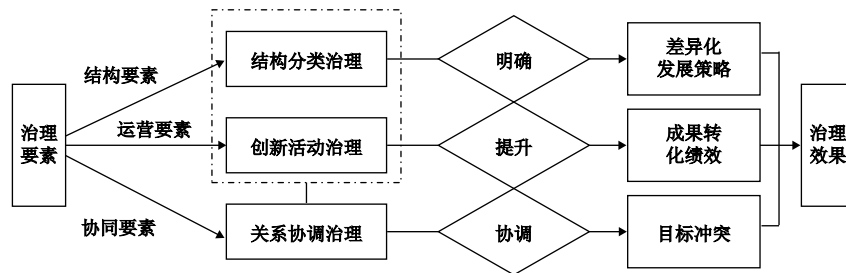 治理
要素
结构要素
运营要素
协同要素
结构分类治理
创新活动治理
关系协调治理
明确
提升
协调
差异化
发展策略
成果转
化绩效
目标冲突
治理
效果